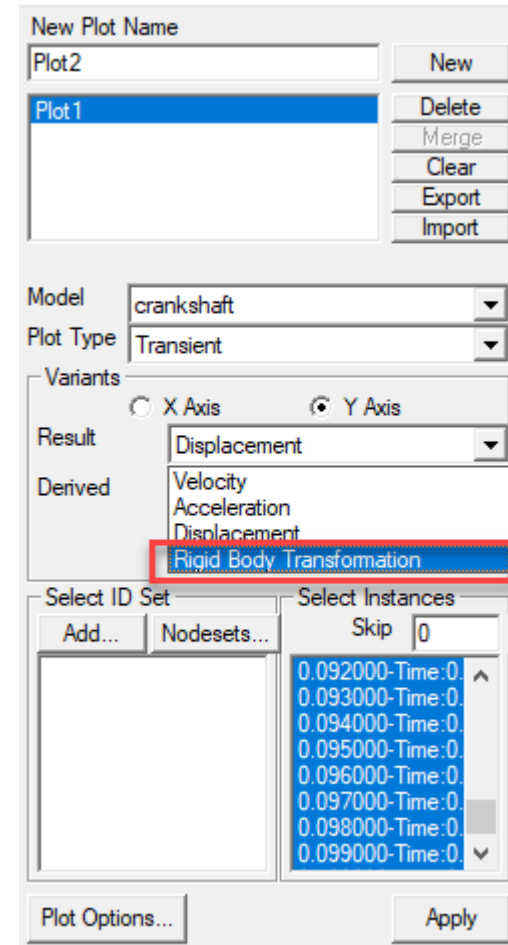 New Plot Name
Plot2
New
Plot1
Delete
Merge
Clear
Export
Import
Model
crankshaft
Plot Type
Transient
Variants
X Axis
Y Axis
Result
Displacement
Derived
Velocity
Acceleration
Displacement
Rigid Body Transformation
Select ID Set
Select Instances
Add...
Nodesets...
Skip
0
0.092000-Time:0.
0.093000-Time:0.
0.094000-Time:0.
0.095000-Time:0.
0.096000-Time:0.
0.097000-Time:0.
0.098000-Time:0.
0.099000-Time:0.
Plot Options...
Apply